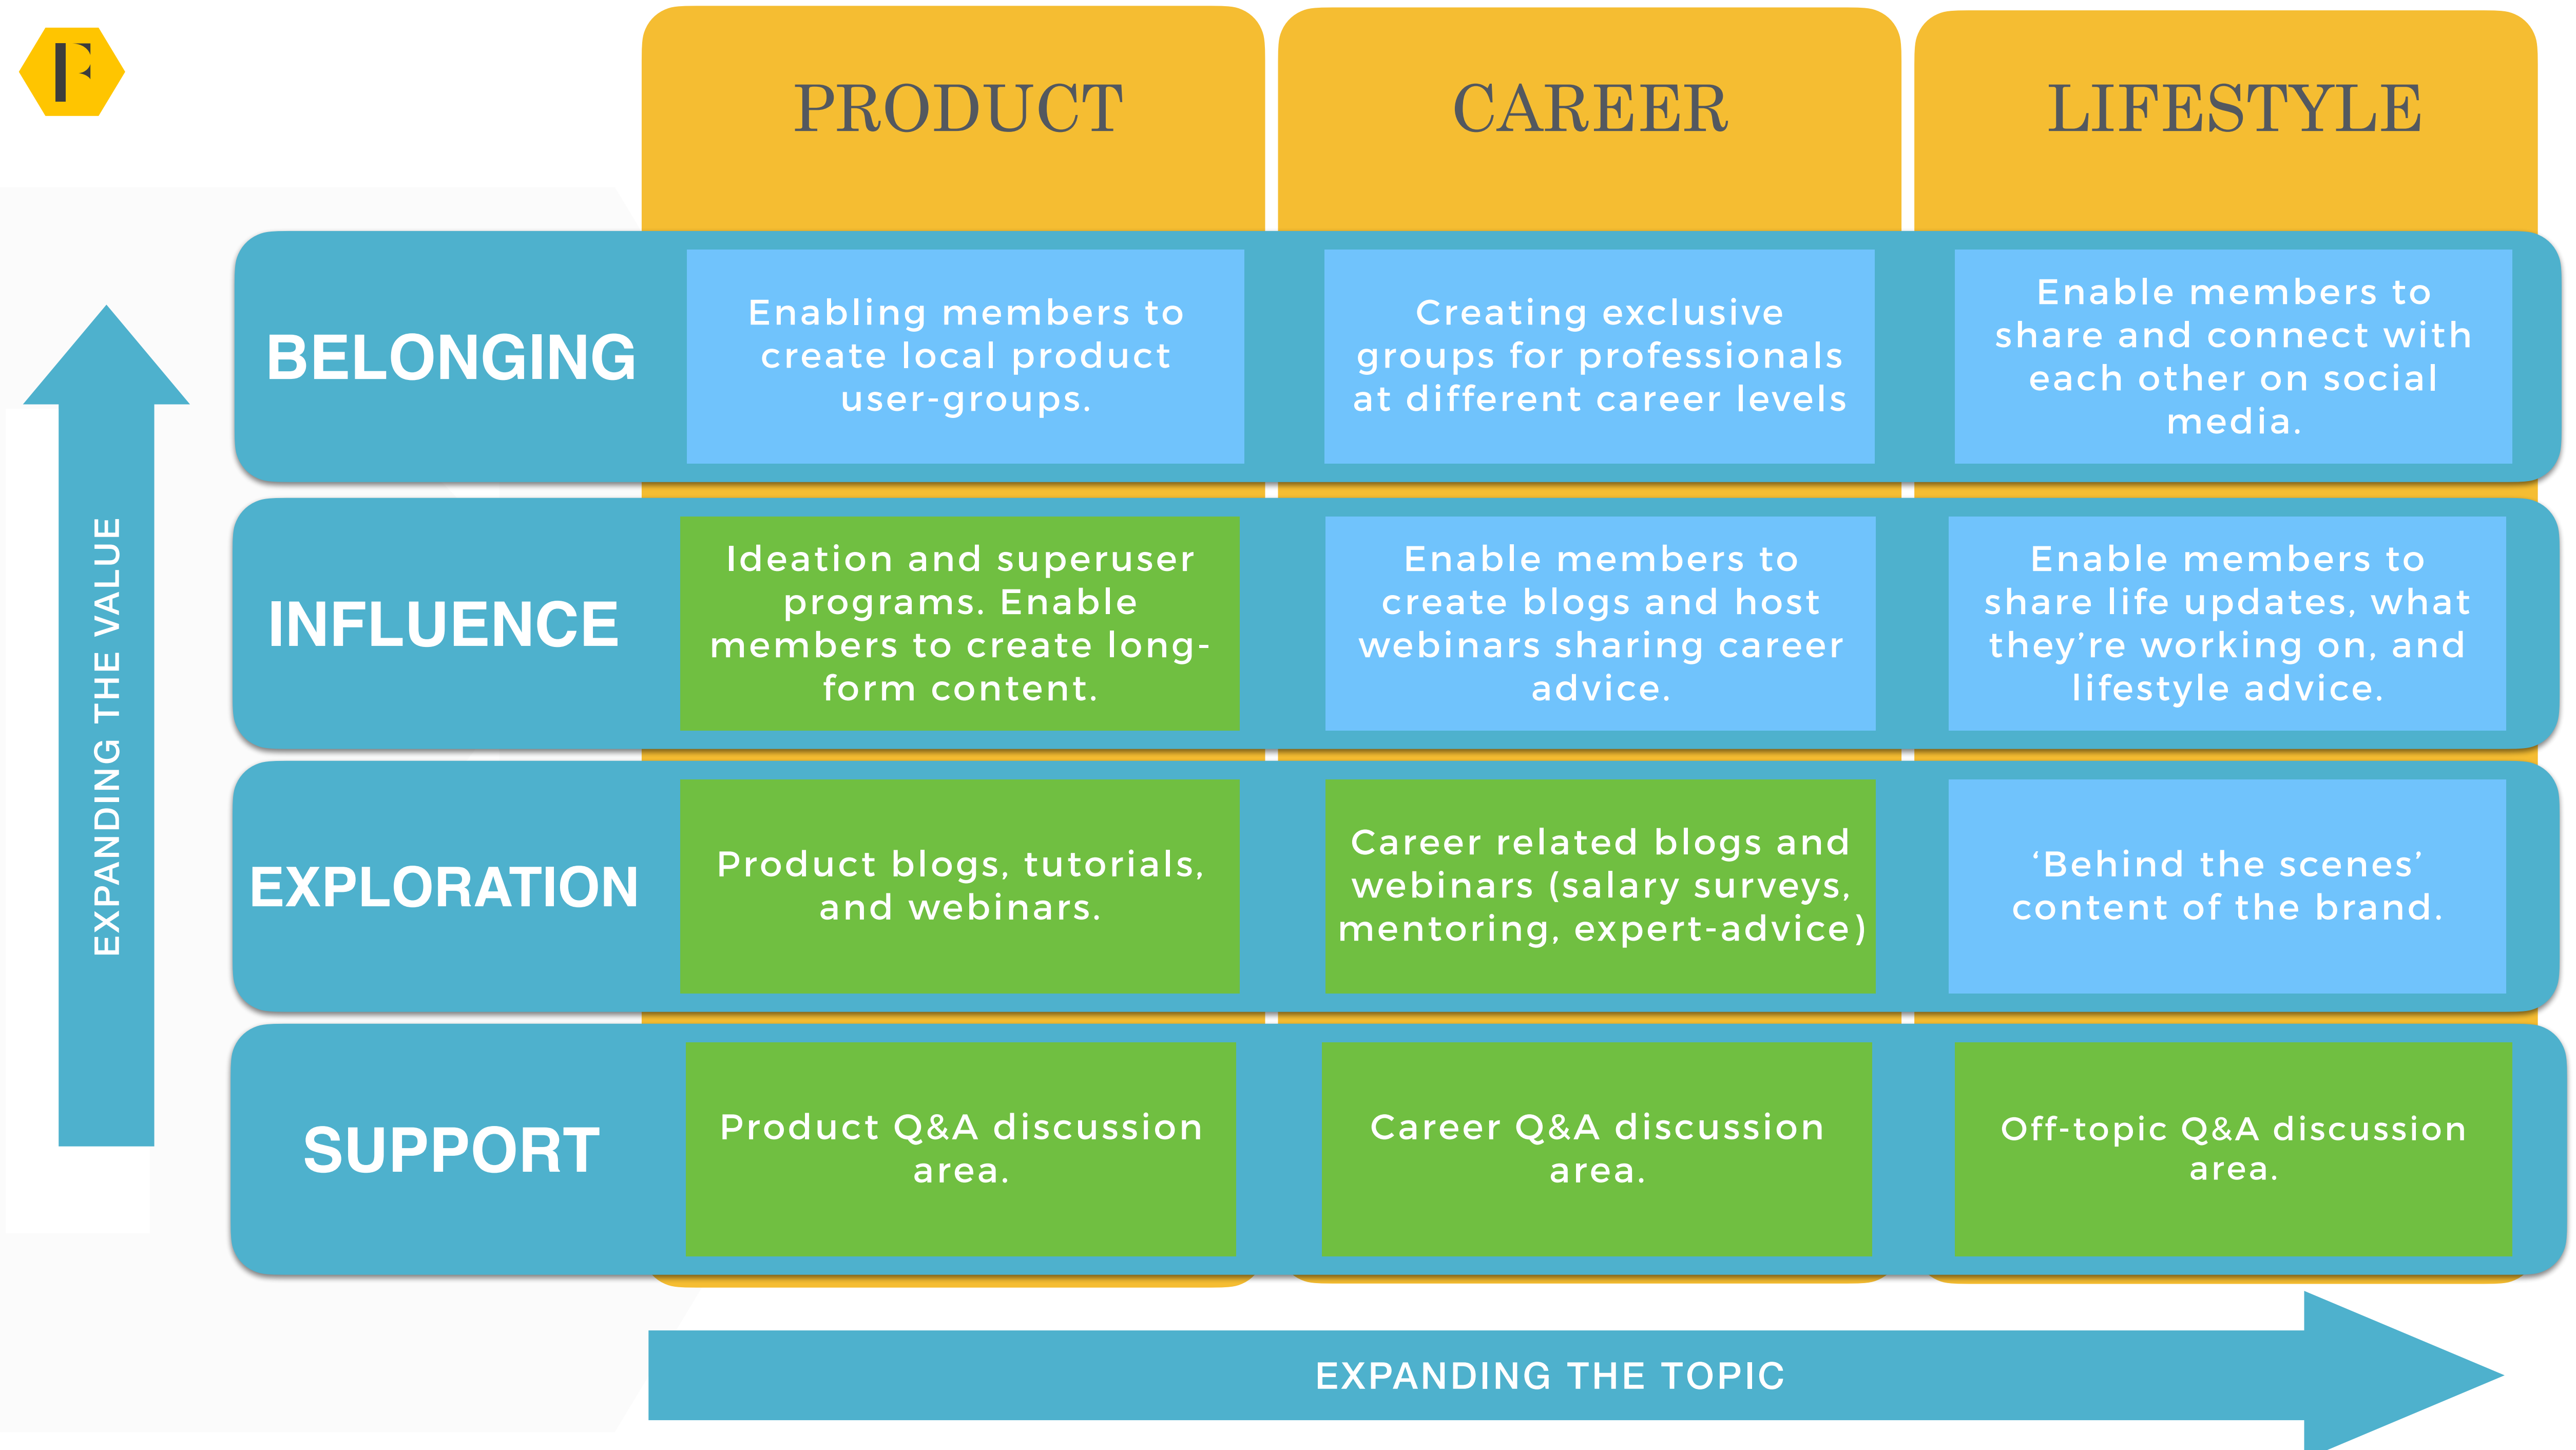 F
PRODUCT
CAREER
LIFESTYLE
BELONGING
Enabling members to
create local product
user-groups.
Creating exclusive
groups for professionals
at different career levels
Enable members to
share and connect with
each other on social
media.
INFLUENCE
Ideation and superuser
programs. Enable
members to create long-
form content.
Enable members to
create blogs and host
webinars sharing career
advice.
Enable members to
share life updates, what
they’re working on, and
lifestyle advice.
EXPLORATION
Product blogs, tutorials,
and webinars.
Career related blogs and
webinars (salary surveys,
mentoring, expert-advice)
‘Behind the scenes’
content of the brand.
SUPPORT
Product Q&A discussion
area.
Career Q&A discussion
area.
Off-topic Q&A discussion
area.
EXPANDING THE VALUE
EXPANDING THE TOPIC